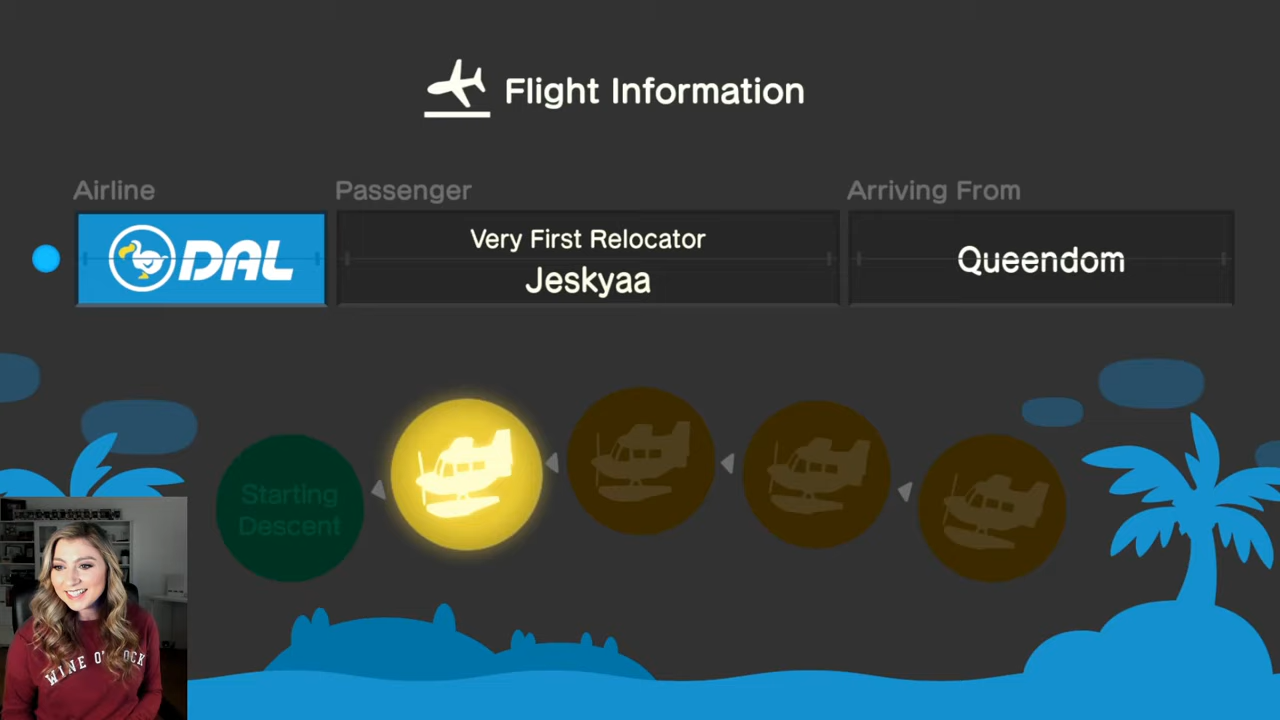 Flight Information
Airline
Passenger
Arriving From
DAL
Very First Relocator
Jeskyaa
Queendom
Starting
Descent
WINE O'CLOCK